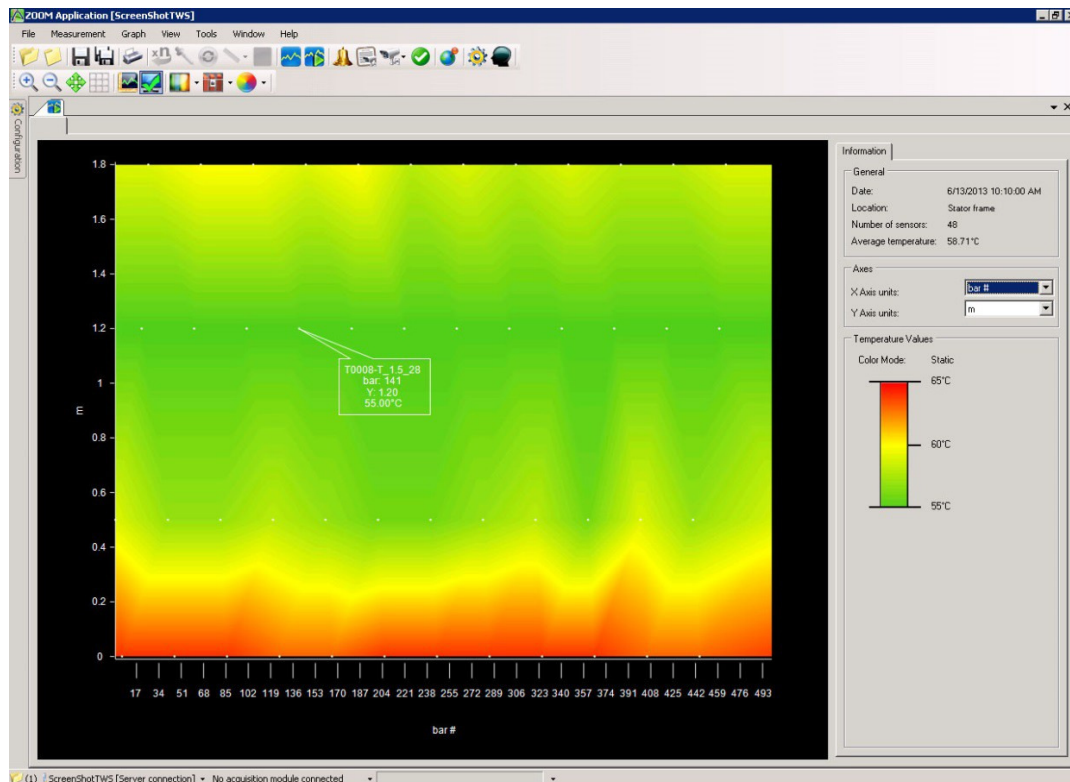 ZOOM Application [ScreenShotTWS]
File Measurement Graph View Tools Window Help
Configuration
1.8
1.6
1.4
1.2
1
0.8
0.6
0.4
0.2
0
m
T0008-T_1.5_28
bar: 141
Y: 1.20
55.00°C
17 34 51 68 85 102 119 136 153 170 187 204 221 238 255 272 289 306 323 340 357 374 391 408 425 442 459 476 493
bar #
Information
General
Date: 6/13/2013 10:10:00 AM
Location: Stator frame
Number of sensors: 48
Average temperature: 58.71°C
Axes
X Axis units: bar #
Y Axis units: m
Temperature Values
Color Mode: Static
65°C
60°C
55°C
(1) ScreenShotTWS [Server connection] No acquisition module connected